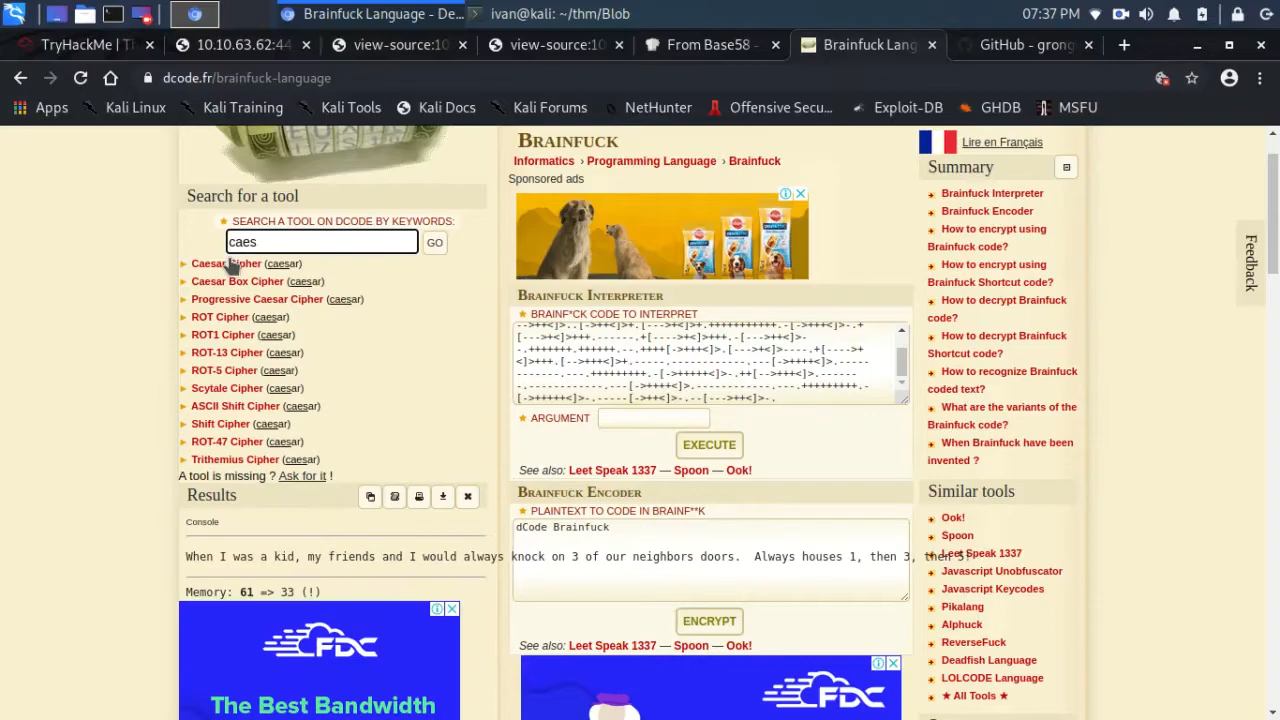 Brainfuck Language - De...
ivan@kali: ~/thm/Blob
07:37 PM
TryHackMe | T
10.10.63.62:44
view-source:10
view-source:10
From Base58 -
Brainfuck Lang
GitHub - grong
dcode.fr/brainfuck-language
Apps
Kali Linux
Kali Training
Kali Tools
Kali Docs
Kali Forums
NetHunter
Offensive Secu...
Exploit-DB
GHDB
MSFU
Search for a tool
SEARCH A TOOL ON DCODE BY KEYWORDS:
caes
GO
Caesar Cipher (caesar)
Caesar Box Cipher (caesar)
Progressive Caesar Cipher (caesar)
ROT Cipher (caesar)
ROT1 Cipher (caesar)
ROT-13 Cipher (caesar)
ROT-5 Cipher (caesar)
Scytale Cipher (caesar)
ASCII Shift Cipher (caesar)
Shift Cipher (caesar)
ROT-47 Cipher (caesar)
Trithemius Cipher (caesar)
A tool is missing ? Ask for it !
Results
Console
When I was a kid, my friends and I would always knock on 3 of our neighbors doors.  Always houses 1, then 3, then 5!
Memory: 61 => 33 (!)
CFDC
The Best Bandwidth
BRAINFUCK
Informatics › Programming Language › Brainfuck
Sponsored ads
BRAINFUCK INTERPRETER
BRAINF*CK CODE TO INTERPRET
ARGUMENT
EXECUTE
See also: Leet Speak 1337 — Spoon — Ook!
BRAINFUCK ENCODER
PLAINTEXT TO CODE IN BRAINF**K
dCode Brainfuck
ENCRYPT
See also: Leet Speak 1337 — Spoon — Ook!
CFDC
Lire en Français
Summary
Brainfuck Interpreter
Brainfuck Encoder
How to encrypt using
Brainfuck code?
How to encrypt using
Brainfuck Shortcut code?
How to decrypt Brainfuck
code?
How to decrypt Brainfuck
Shortcut code?
How to recognize Brainfuck
coded text?
What are the variants of the
Brainfuck code?
When Brainfuck have been
invented ?
Similar tools
Ook!
Spoon
Leet Speak 1337
Javascript Unobfuscator
Javascript Keycodes
Pikalang
Alphuck
ReverseFuck
Deadfish Language
LOLCODE Language
★ All Tools ★
Feedback